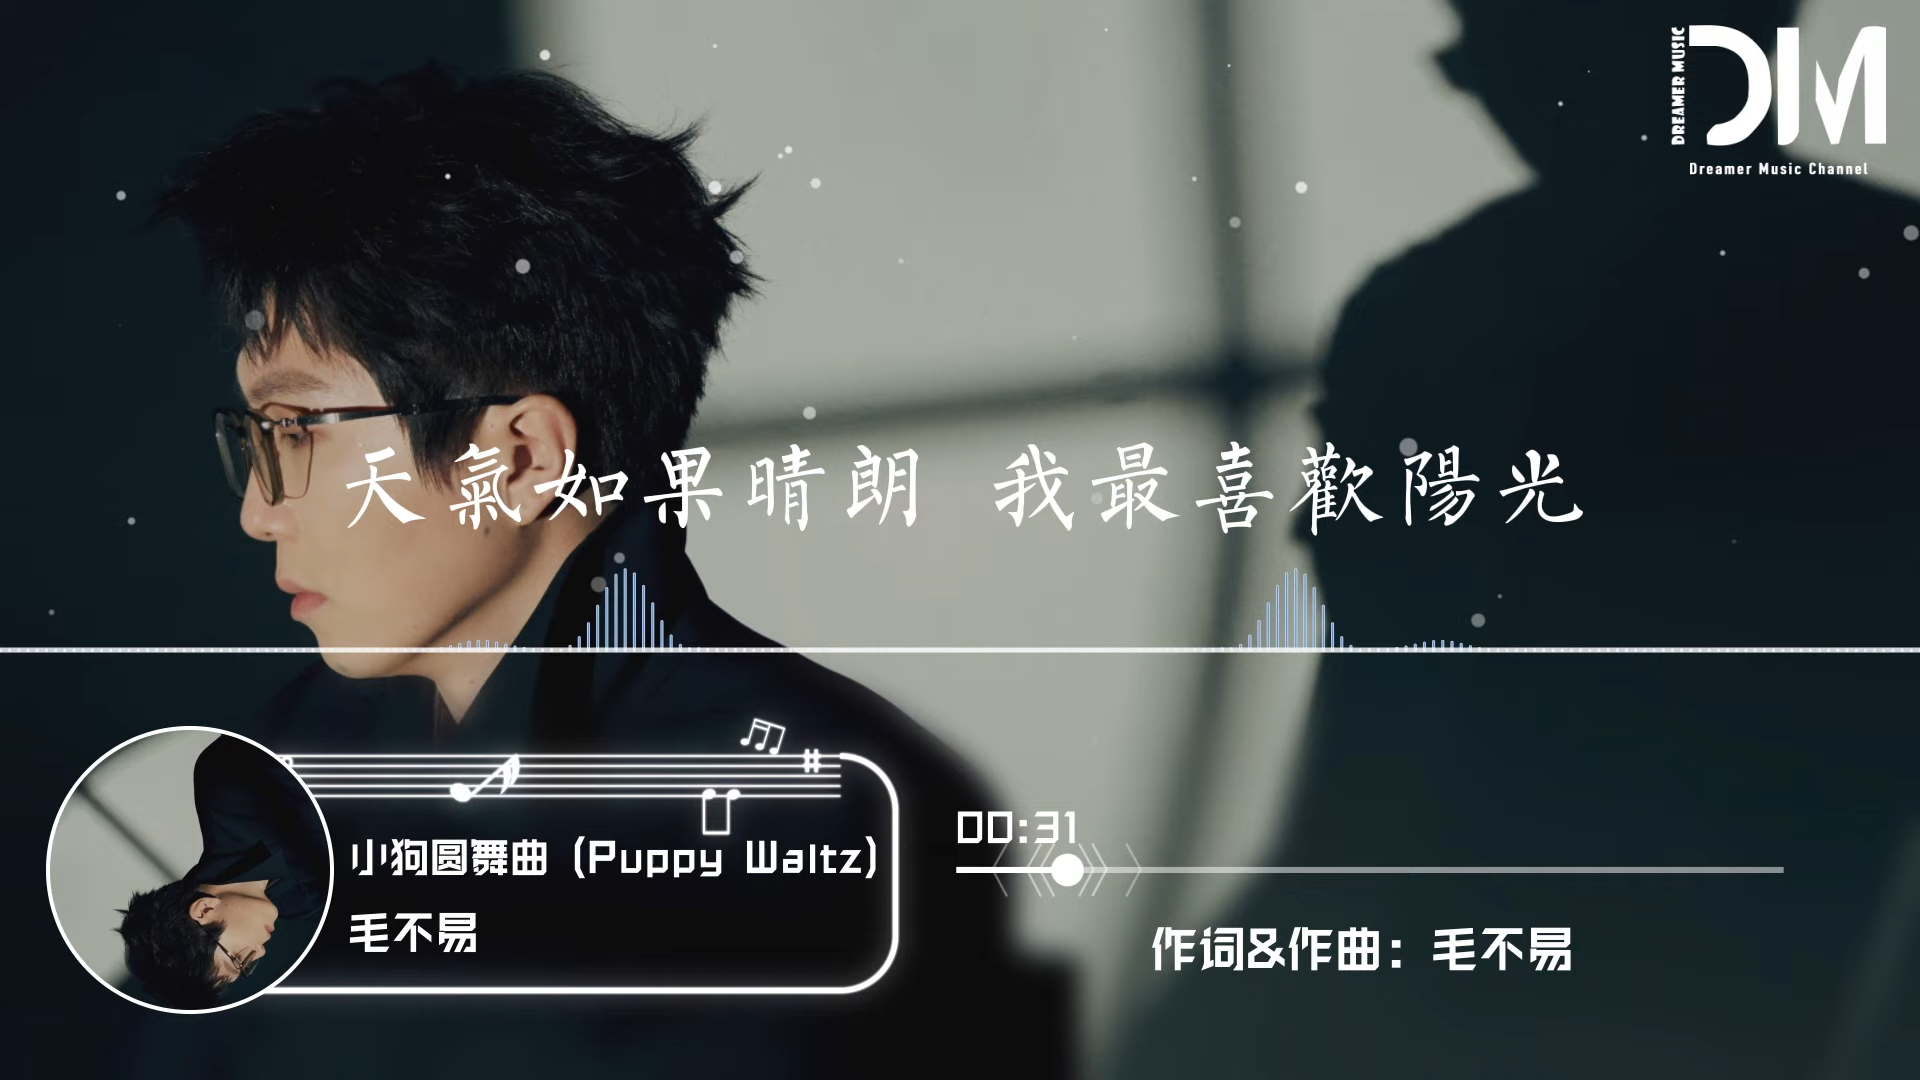 DREAMER MUSIC
DM
Dreamer Music Channel
天氣如果晴朗 我最喜歡陽光
小狗圆舞曲 (Puppy Waltz)
毛不易
00:31
作词&作曲：毛不易